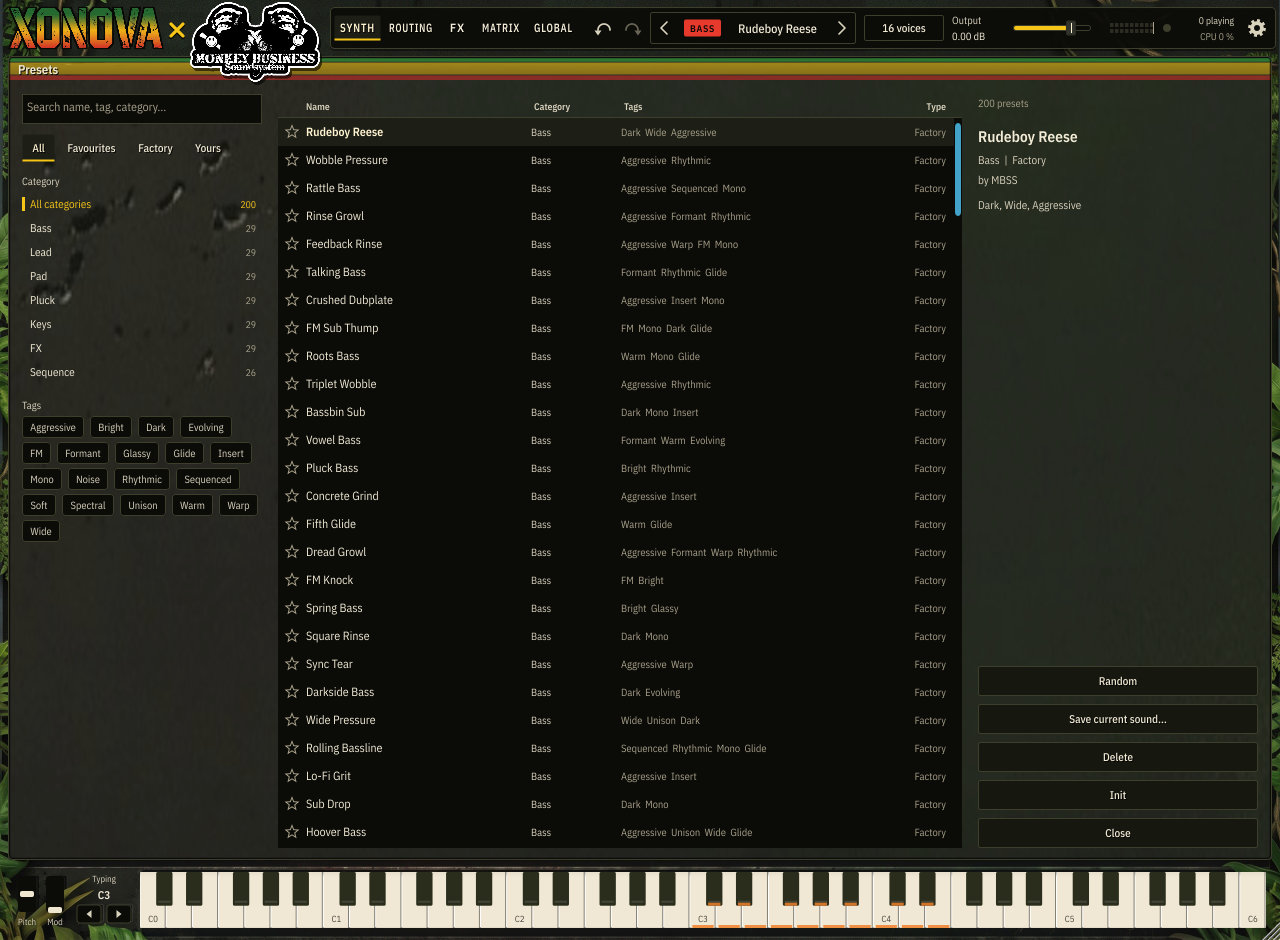 XONOVA × MONKEY BUSINESS Soundsystem
SYNTH ROUTING FX MATRIX GLOBAL BASS Rudeboy Reese 16 voices Output 0.00 dB 0 playing CPU 0 %
Presets
Search name, tag, category...
All Favourites Factory Yours
Category
All categories 200
Bass 29
Lead 29
Pad 29
Pluck 29
Keys 29
FX 29
Sequence 26
Tags
Aggressive Bright Dark Evolving
FM Formant Glassy Glide Insert
Mono Noise Rhythmic Sequenced
Soft Spectral Unison Warm Warp
Wide
Name Category Tags Type
Rudeboy Reese Bass Dark Wide Aggressive Factory
Wobble Pressure Bass Aggressive Rhythmic Factory
Rattle Bass Bass Aggressive Sequenced Mono Factory
Rinse Growl Bass Aggressive Formant Rhythmic Factory
Feedback Rinse Bass Aggressive Warp FM Mono Factory
Talking Bass Bass Formant Rhythmic Glide Factory
Crushed Dubplate Bass Aggressive Insert Mono Factory
FM Sub Thump Bass FM Mono Dark Glide Factory
Roots Bass Bass Warm Mono Glide Factory
Triplet Wobble Bass Aggressive Rhythmic Factory
Bassbin Sub Bass Dark Mono Insert Factory
Vowel Bass Bass Formant Warm Evolving Factory
Pluck Bass Bass Bright Rhythmic Factory
Concrete Grind Bass Aggressive Insert Factory
Fifth Glide Bass Warm Glide Factory
Dread Growl Bass Aggressive Formant Warp Rhythmic Factory
FM Knock Bass FM Bright Factory
Spring Bass Bass Bright Glassy Factory
Square Rinse Bass Dark Mono Factory
Sync Tear Bass Aggressive Warp Factory
Darkside Bass Bass Dark Evolving Factory
Wide Pressure Bass Wide Unison Dark Factory
Rolling Bassline Bass Sequenced Rhythmic Mono Glide Factory
Lo-Fi Grit Bass Aggressive Insert Factory
Sub Drop Bass Dark Mono Factory
Hoover Bass Bass Aggressive Unison Wide Glide Factory
200 presets
Rudeboy Reese
Bass | Factory
by MBSS
Dark, Wide, Aggressive
Random
Save current sound...
Delete
Init
Close
Typing
C3
Pitch Mod
C0 C1 C2 C3 C4 C5 C6